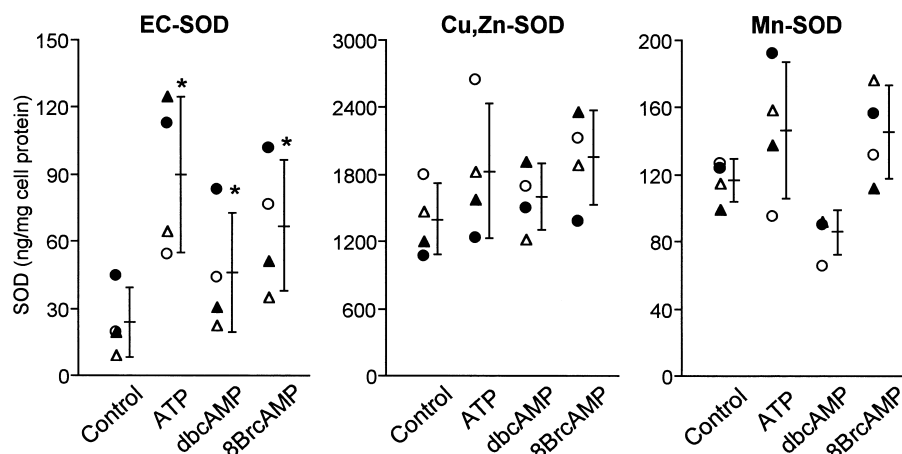 EC-SOD
Cu,Zn-SOD
Mn-SOD
SOD (ng/mg cell protein)
150
120
90
60
30
0
* * *
Control
ATP
dbcAMP
8BrcAMP
3000
2400
1800
1200
600
0
Control
ATP
dbcAMP
8BrcAMP
200
160
120
80
40
0
Control
ATP
dbcAMP
8BrcAMP